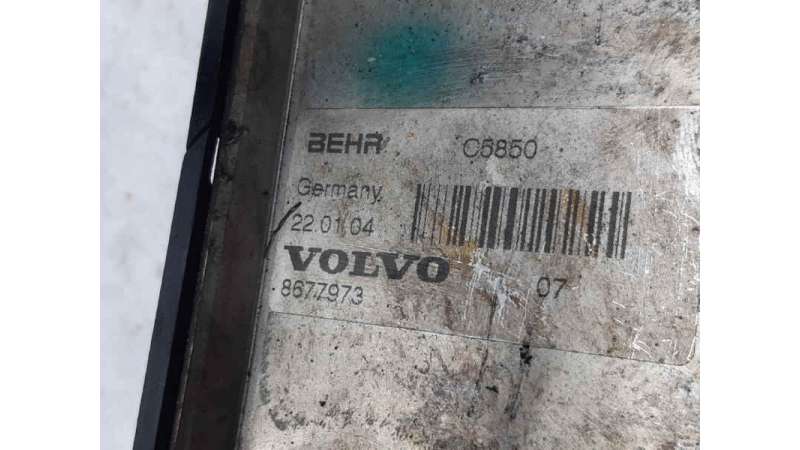 BEHR C5850
Germany
22.01.04
VOLVO
8677973 07